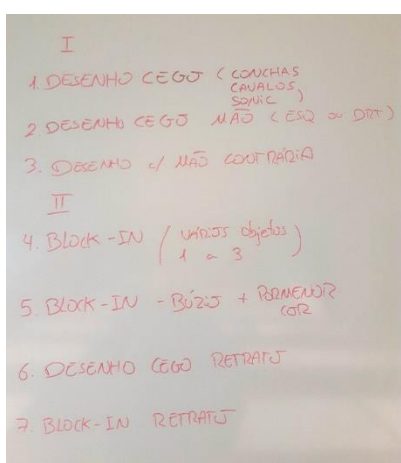 I
1. DESENHO CEGO ( CONCHAS
CAVALOS
SONIC )
2. DESENHO CEGO MÃO ( ESQ ou DRT )
3. DESENHO c/ MÃO CONTRÁRIA
II
4. BLOCK-IN ( VÁRIOS objetos )
1 a 3
5. BLOCK-IN - BÚZIO + PORMENOR
COR
6. DESENHO CEGO RETRATO
7. BLOCK-IN RETRATO